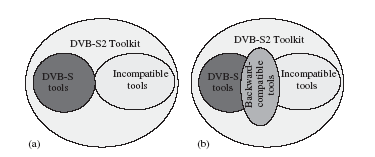 DVB-S2 Toolkit
DVB-S
tools
Incompatible
tools
(a)
DVB-S2 Toolkit
DVB-S
tools
Backward-
compatible
tools
Incompatible
tools
(b)